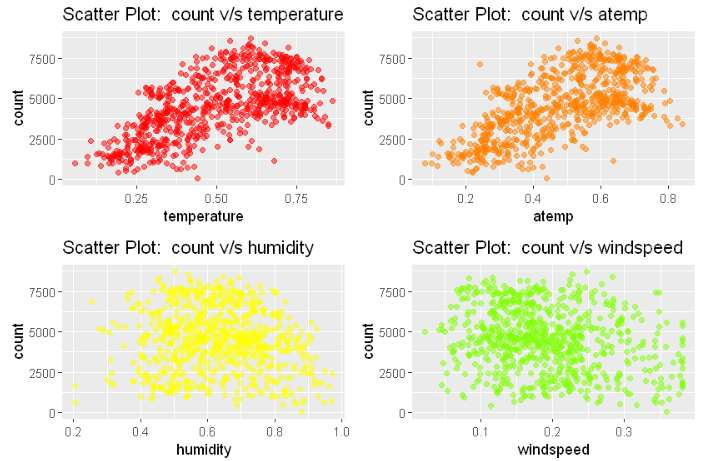 Scatter Plot:  count v/s temperature
count
7500
5000
2500
0
0.25 0.50 0.75
temperature
Scatter Plot:  count v/s atemp
count
7500
5000
2500
0
0.2 0.4 0.6 0.8
atemp
Scatter Plot:  count v/s humidity
count
7500
5000
2500
0
0.2 0.4 0.6 0.8 1.0
humidity
Scatter Plot:  count v/s windspeed
count
7500
5000
2500
0
0.1 0.2 0.3
windspeed